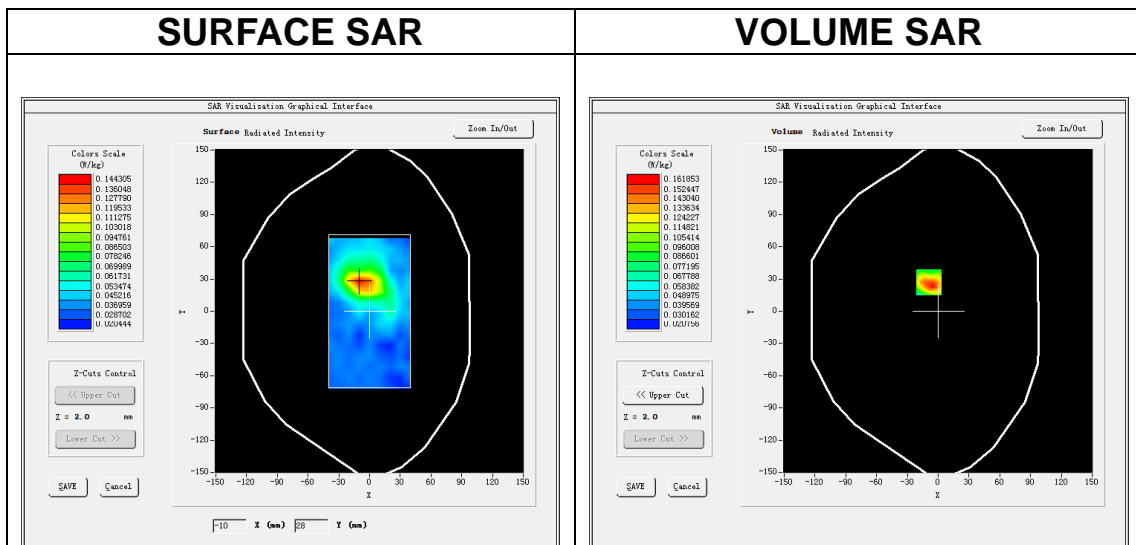 SURFACE SAR
VOLUME SAR
SAR Visualisation Graphical Interface
Surface Radiated Intensity
Zoom In/Out
Colors Scale
(W/kg)
0.144305
0.136048
0.127790
0.119533
0.111275
0.103018
0.094761
0.086503
0.078246
0.069989
0.061731
0.053474
0.045216
0.036959
0.028702
0.020444
150
120
90
60
30
0
-30
-60
-90
-120
-150
Y
-150 -120 -90 -60 -30 0 30 60 90 120 150
X
Z-Cuts Control
<< Upper Cut
Z = 2.0 mm
Lower Cut >>
SAVE Cancel
-10 X (mm) 28 Y (mm)
SAR Visualisation Graphical Interface
Volume Radiated Intensity
Zoom In/Out
Colors Scale
(W/kg)
0.161853
0.152447
0.143040
0.133634
0.124227
0.114821
0.105414
0.096008
0.086601
0.077195
0.067788
0.058382
0.048975
0.039569
0.030162
0.020756
150
120
90
60
30
0
-30
-60
-90
-120
-150
Y
-150 -120 -90 -60 -30 0 30 60 90 120 150
X
Z-Cuts Control
<< Upper Cut
Z = 2.0 mm
Lower Cut >>
SAVE Cancel